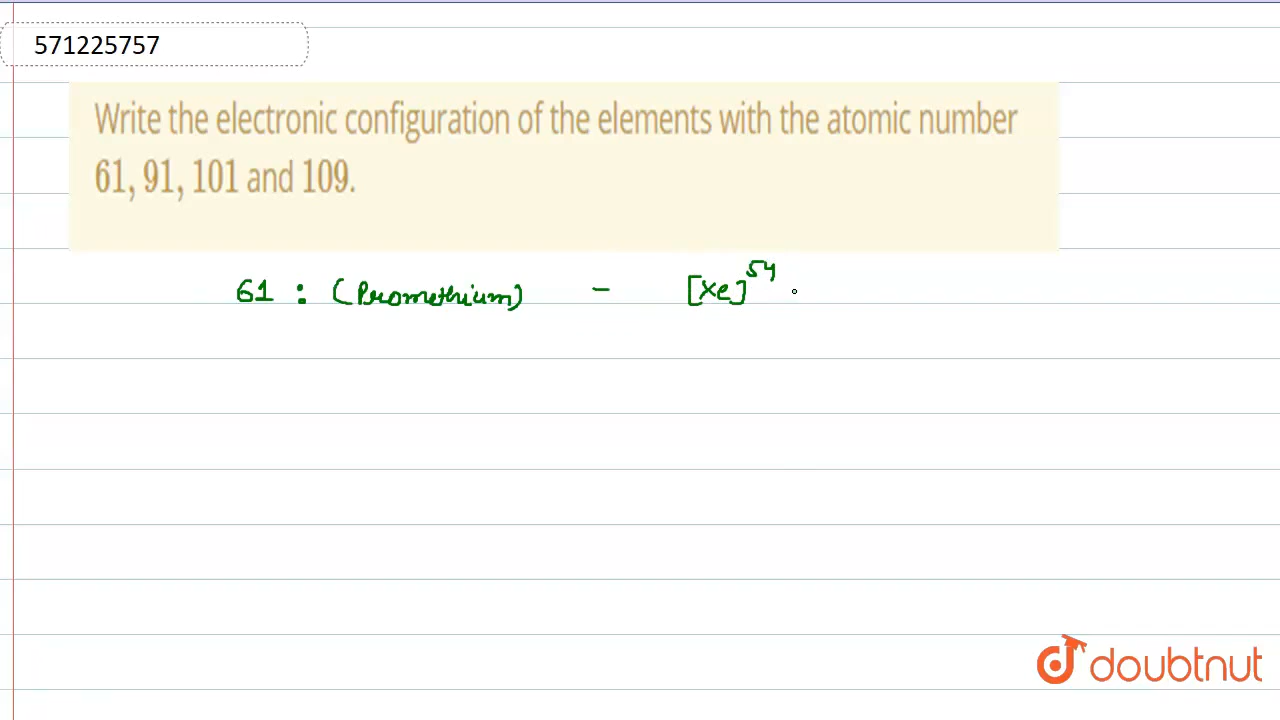 571225757
Write the electronic configuration of the elements with the atomic number
61, 91, 101 and 109.
61 : (Promethium) - [Xe]^54 .
doubtnut